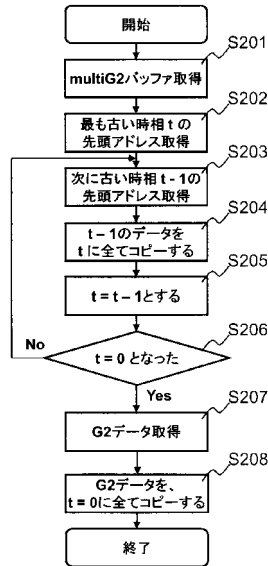 開始
S201
multiG2バッファ取得
S202
最も古い時相 t の
先頭アドレス取得
S203
次に古い時相 t - 1の
先頭アドレス取得
S204
t – 1のデータを
t に全てコピーする
S205
t = t – 1とする
S206
No
t = 0 となった
Yes
S207
G2データ取得
S208
G2データを、
t = 0に全てコピーする
終了